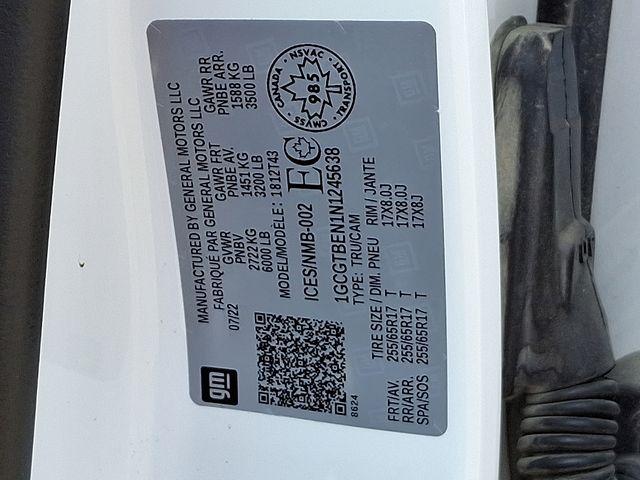 gm
MANUFACTURED BY GENERAL MOTORS LLC
FABRIQUÉ PAR GENERAL MOTORS LLC
07/22
GVWR GAWR FRT GAWR RR
PNBV PNBE AV. PNBE ARR.
2722 KG 1451 KG 1588 KG
6000 LB 3200 LB 3500 LB
MODEL/MODÈLE: 1812T43
ICES/NMB-002 EC
CANADA · NSVAC · TRANSPORT · CMVSS
985
1GCGTBEN1N1245638
TYPE: TRU/CAM
TIRE SIZE / DIM. PNEU RIM / JANTE
FRT/AV. 255/65R17 T 17X8.0J
RR/ARR. 255/65R17 T 17X8.0J
SPA/SOS 255/65R17 T 17X8J
8624